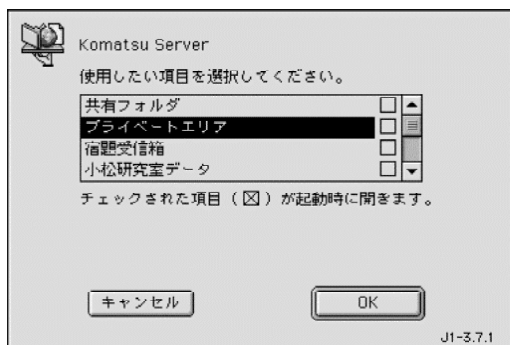 Komatsu Server
使用したい項目を選択してください。
共有フォルダ
プライベートエリア
宿題受信箱
小松研究室データ
チェックされた項目（☒）が起動時に開きます。
キャンセル
OK
J1-3.7.1